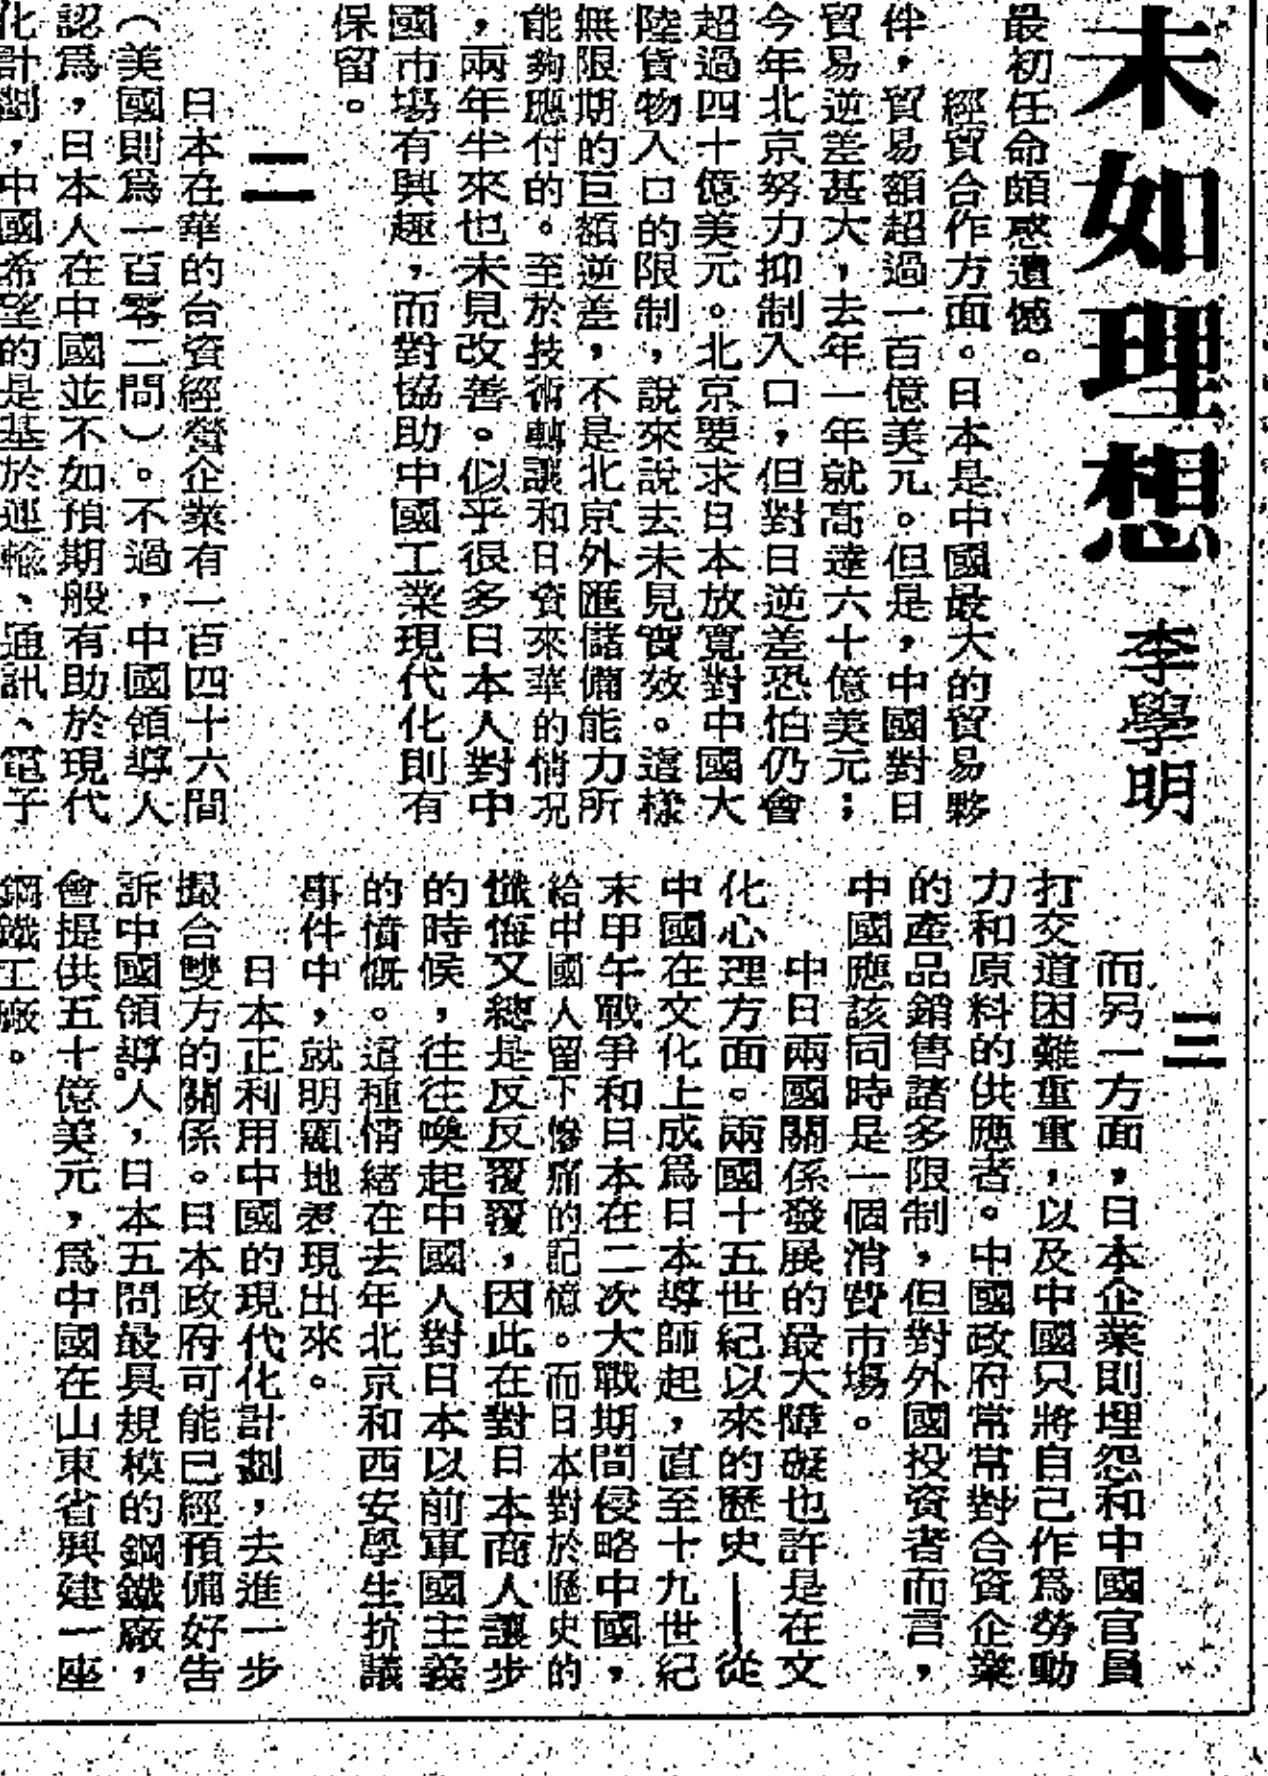 未如理想
李學明
最初任命頗感遺憾。
經貿合作方面。日本是中國最大的貿易夥
伴，貿易額超過一百億美元。但是，中國對日
貿易逆差甚大，去年一年就高達六十億美元；
今年北京努力抑制入口，但對日逆差恐怕仍會
超過四十億美元。北京要求日本放寬對中國大
陸貨物入口的限制，說來說去未見實效。這樣
無限期的巨額逆差，不是北京外匯儲備能力所
能夠應付的。至於技術轉讓和日資來華的情況
，兩年半來也未見改善。似乎很多日本人對中
國市場有興趣，而對協助中國工業現代化則有
保留。
二
日本在華的合資經營企業有一百四十六間
（美國則爲一百零二間）。不過，中國領導人
認爲，日本人在中國並不如預期般有助於現代
化計劃，中國希望的是基於運輸、通訊、電子
三
而另一方面，日本企業則埋怨和中國官員
打交道困難重重，以及中國只將自己作爲勞動
力和原料的供應者。中國政府常常對合資企業
的產品銷售諸多限制，但對外國投資者而言，
中國應該同時是一個消費市場。
中日兩國關係發展的最大障礙也許是在文
化心理方面。兩國十五世紀以來的歷史——從
中國在文化上成爲日本導師起，直至十九世紀
末甲午戰爭和日本在二次大戰期間侵略中國，
給中國人留下慘痛的記憶。而日本對於歷史的
懺悔又總是反反覆覆，因此在對日本商人讓步
的時候，往往喚起中國人對日本以前軍國主義
的憤慨。這種情緒在去年北京和西安學生抗議
事件中，就明顯地表現出來。
日本正利用中國的現代化計劃，去進一步
撮合雙方的關係。日本政府可能已經預備好告
訴中國領導人，日本五間最具規模的鋼鐵廠，
會提供五十億美元，爲中國在山東省興建一座
鋼鐵工廠。